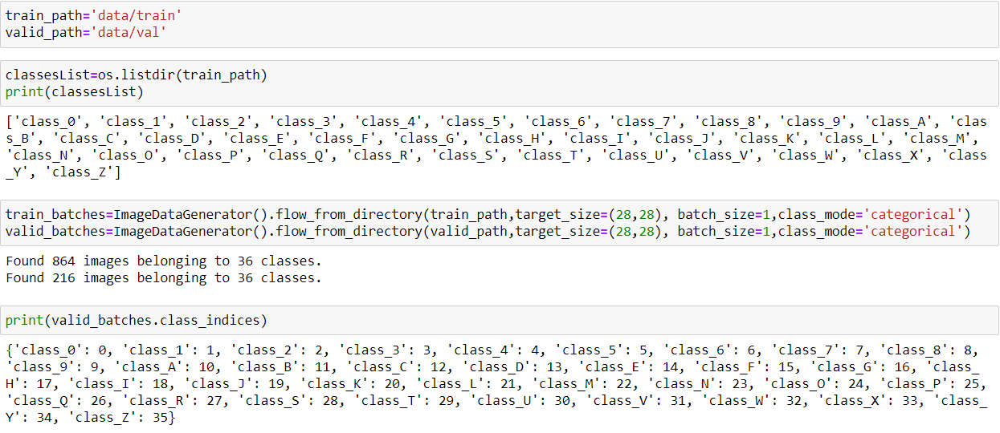 train_path='data/train'
valid_path='data/val'
classesList=os.listdir(train_path)
print(classesList)
['class_0', 'class_1', 'class_2', 'class_3', 'class_4', 'class_5', 'class_6', 'class_7', 'class_8', 'class_9', 'class_A', 'clas
s_B', 'class_C', 'class_D', 'class_E', 'class_F', 'class_G', 'class_H', 'class_I', 'class_J', 'class_K', 'class_L', 'class_M',
'class_N', 'class_O', 'class_P', 'class_Q', 'class_R', 'class_S', 'class_T', 'class_U', 'class_V', 'class_W', 'class_X', 'class
_Y', 'class_Z']
train_batches=ImageDataGenerator().flow_from_directory(train_path,target_size=(28,28), batch_size=1,class_mode='categorical')
valid_batches=ImageDataGenerator().flow_from_directory(valid_path,target_size=(28,28), batch_size=1,class_mode='categorical')
Found 864 images belonging to 36 classes.
Found 216 images belonging to 36 classes.
print(valid_batches.class_indices)
{'class_0': 0, 'class_1': 1, 'class_2': 2, 'class_3': 3, 'class_4': 4, 'class_5': 5, 'class_6': 6, 'class_7': 7, 'class_8': 8,
'class_9': 9, 'class_A': 10, 'class_B': 11, 'class_C': 12, 'class_D': 13, 'class_E': 14, 'class_F': 15, 'class_G': 16, 'class_
H': 17, 'class_I': 18, 'class_J': 19, 'class_K': 20, 'class_L': 21, 'class_M': 22, 'class_N': 23, 'class_O': 24, 'class_P': 25,
'class_Q': 26, 'class_R': 27, 'class_S': 28, 'class_T': 29, 'class_U': 30, 'class_V': 31, 'class_W': 32, 'class_X': 33, 'class_
Y': 34, 'class_Z': 35}